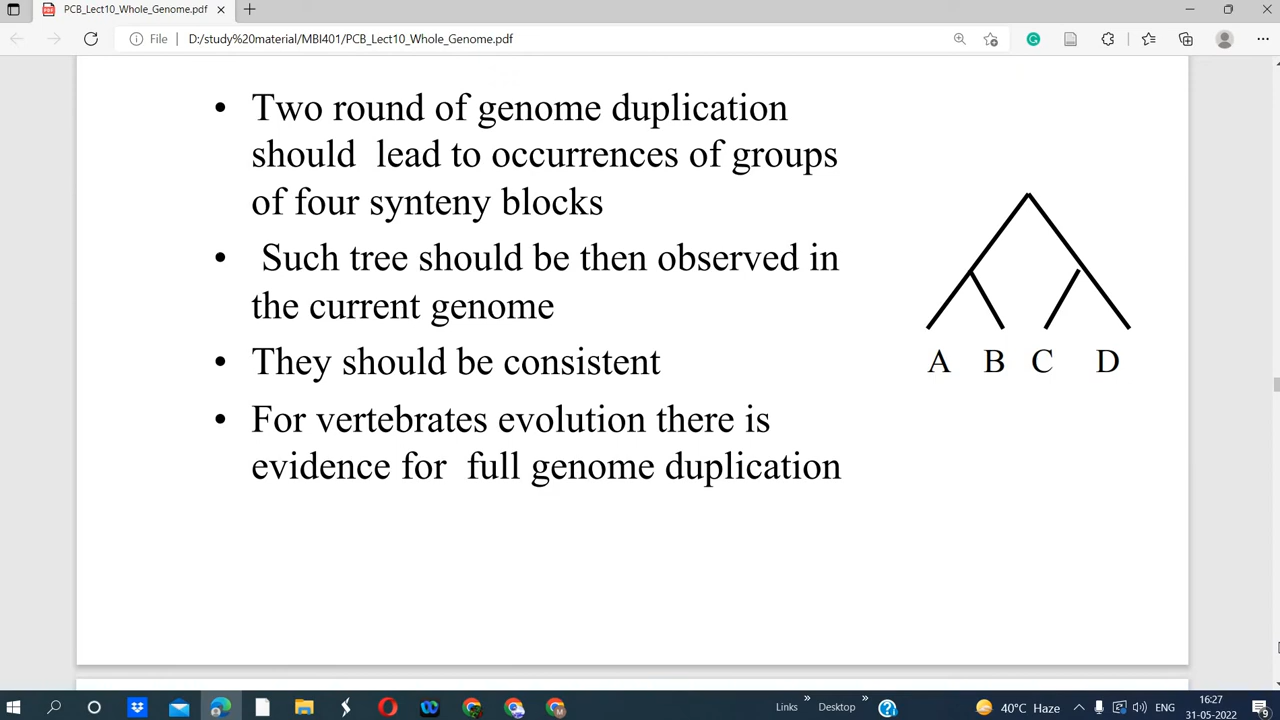 PCB_Lect10_Whole_Genome.pdf
File | D:/study%20material/MBI401/PCB_Lect10_Whole_Genome.pdf
• Two round of genome duplication
should lead to occurrences of groups
of four synteny blocks
• Such tree should be then observed in
the current genome
• They should be consistent
• For vertebrates evolution there is
evidence for full genome duplication
A B C D
Links » Desktop » 40°C Haze ENG 16:27
31-05-2022
9